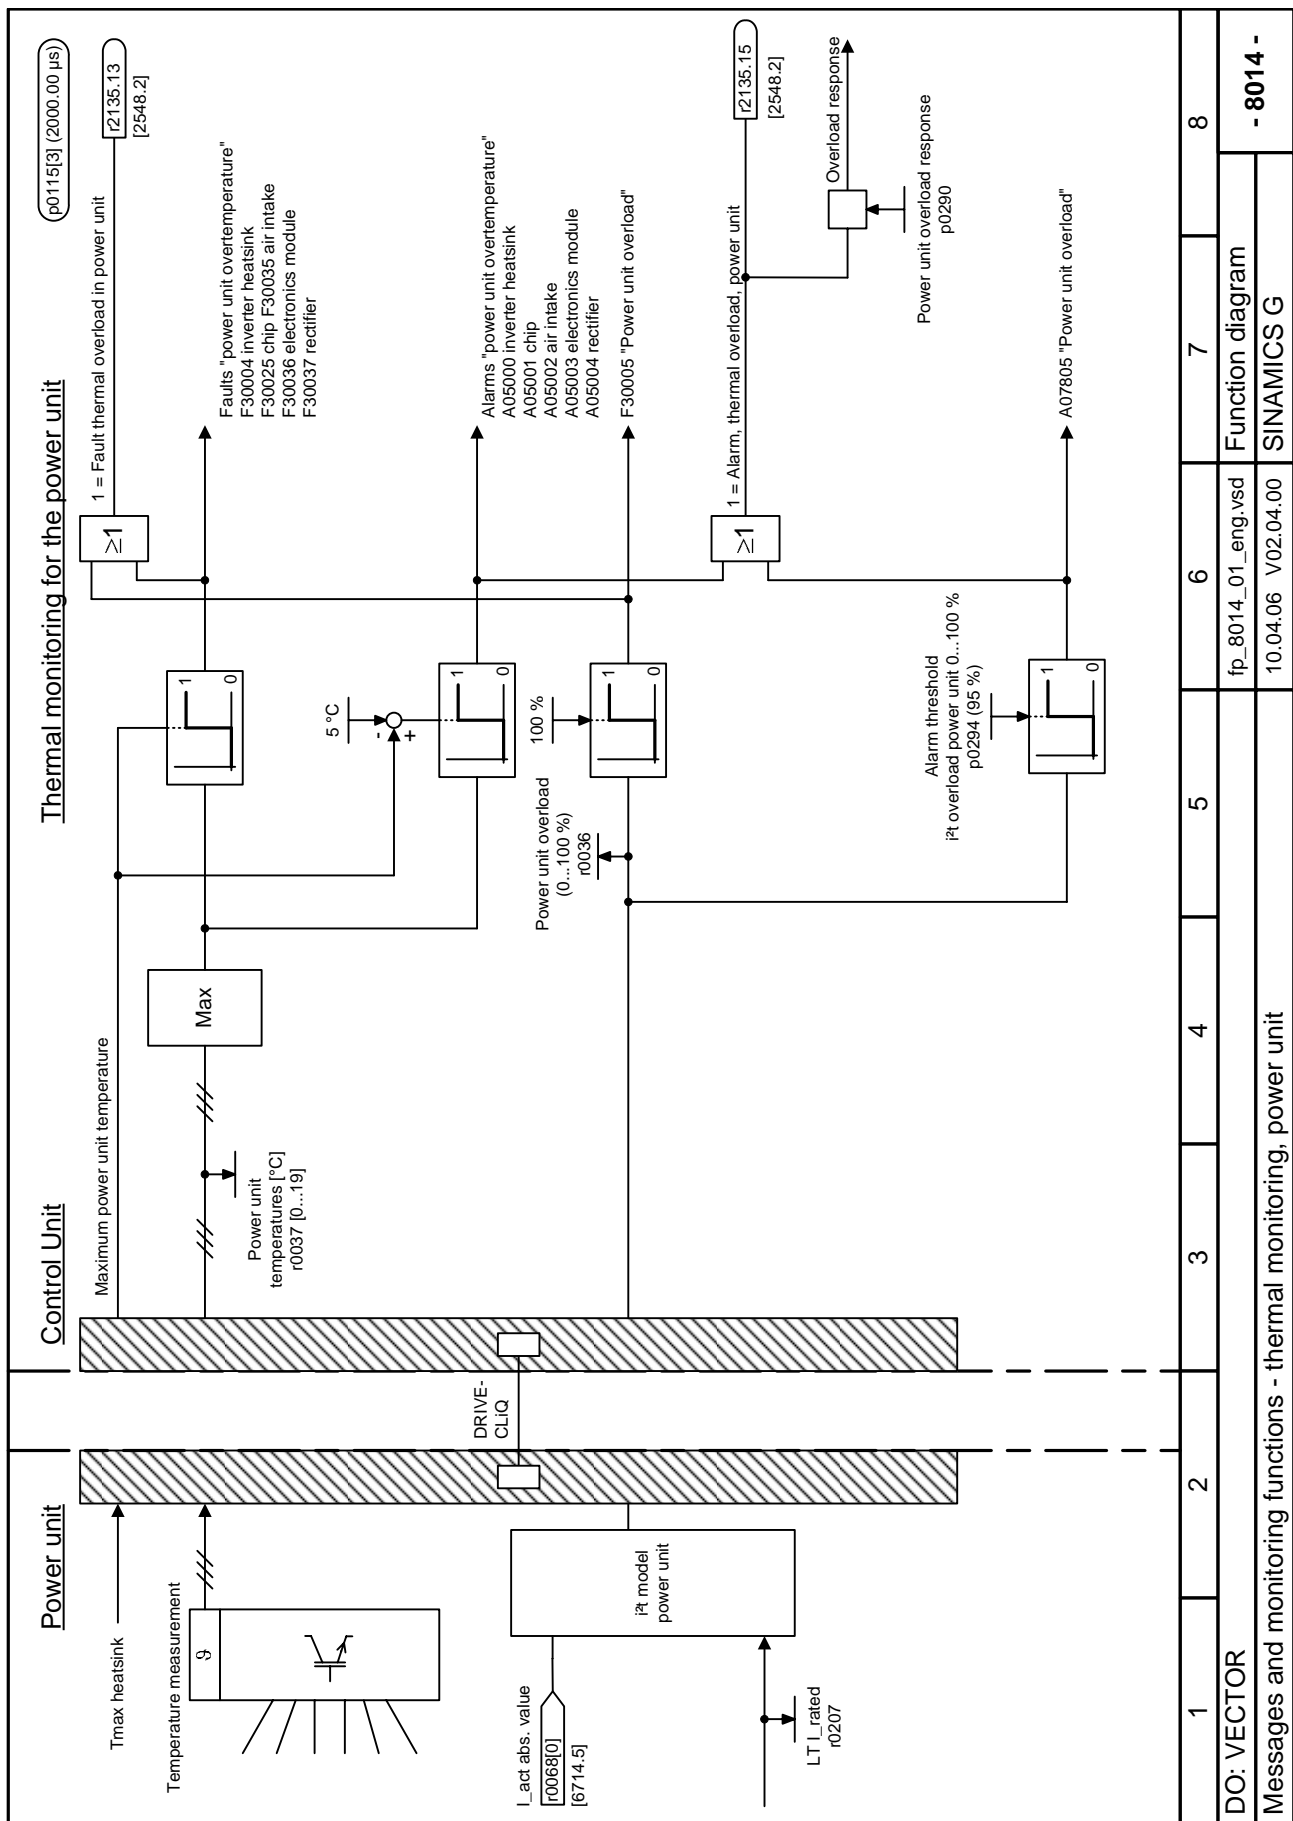 Power unit
Control Unit
Thermal monitoring for the power unit
p0115[3] (2000.00 µs)
Tmax heatsink
Maximum power unit temperature
≥1
1 = Fault thermal overload in power unit
r2135.13
[2548.2]
Temperature measurement
ϑ
Power unit
temperatures [°C]
r0037 [0...19]
Max
1
0
Faults "power unit overtemperature"
F30004 inverter heatsink
F30025 chip F30035 air intake
F30036 electronics module
F30037 rectifier
5 °C
-
+
1
0
Alarms "power unit overtemperature"
A05000 inverter heatsink
A05001 chip
A05002 air intake
A05003 electronics module
A05004 rectifier
DRIVE-
CLiQ
I_act abs. value
r0068[0]
[6714.5]
i²t model
power unit
LT I_rated
r0207
Power unit overload
(0...100 %)
r0036
100 %
1
0
F30005 "Power unit overload"
≥1
1 = Alarm, thermal overload, power unit
r2135.15
[2548.2]
Overload response
Power unit overload response
p0290
Alarm threshold
i²t overload power unit 0...100 %
p0294 (95 %)
1
0
A07805 "Power unit overload"
1
2
3
4
5
6
7
8
DO: VECTOR
fp_8014_01_eng.vsd
Function diagram
- 8014 -
Messages and monitoring functions - thermal monitoring, power unit
10.04.06 V02.04.00
SINAMICS G